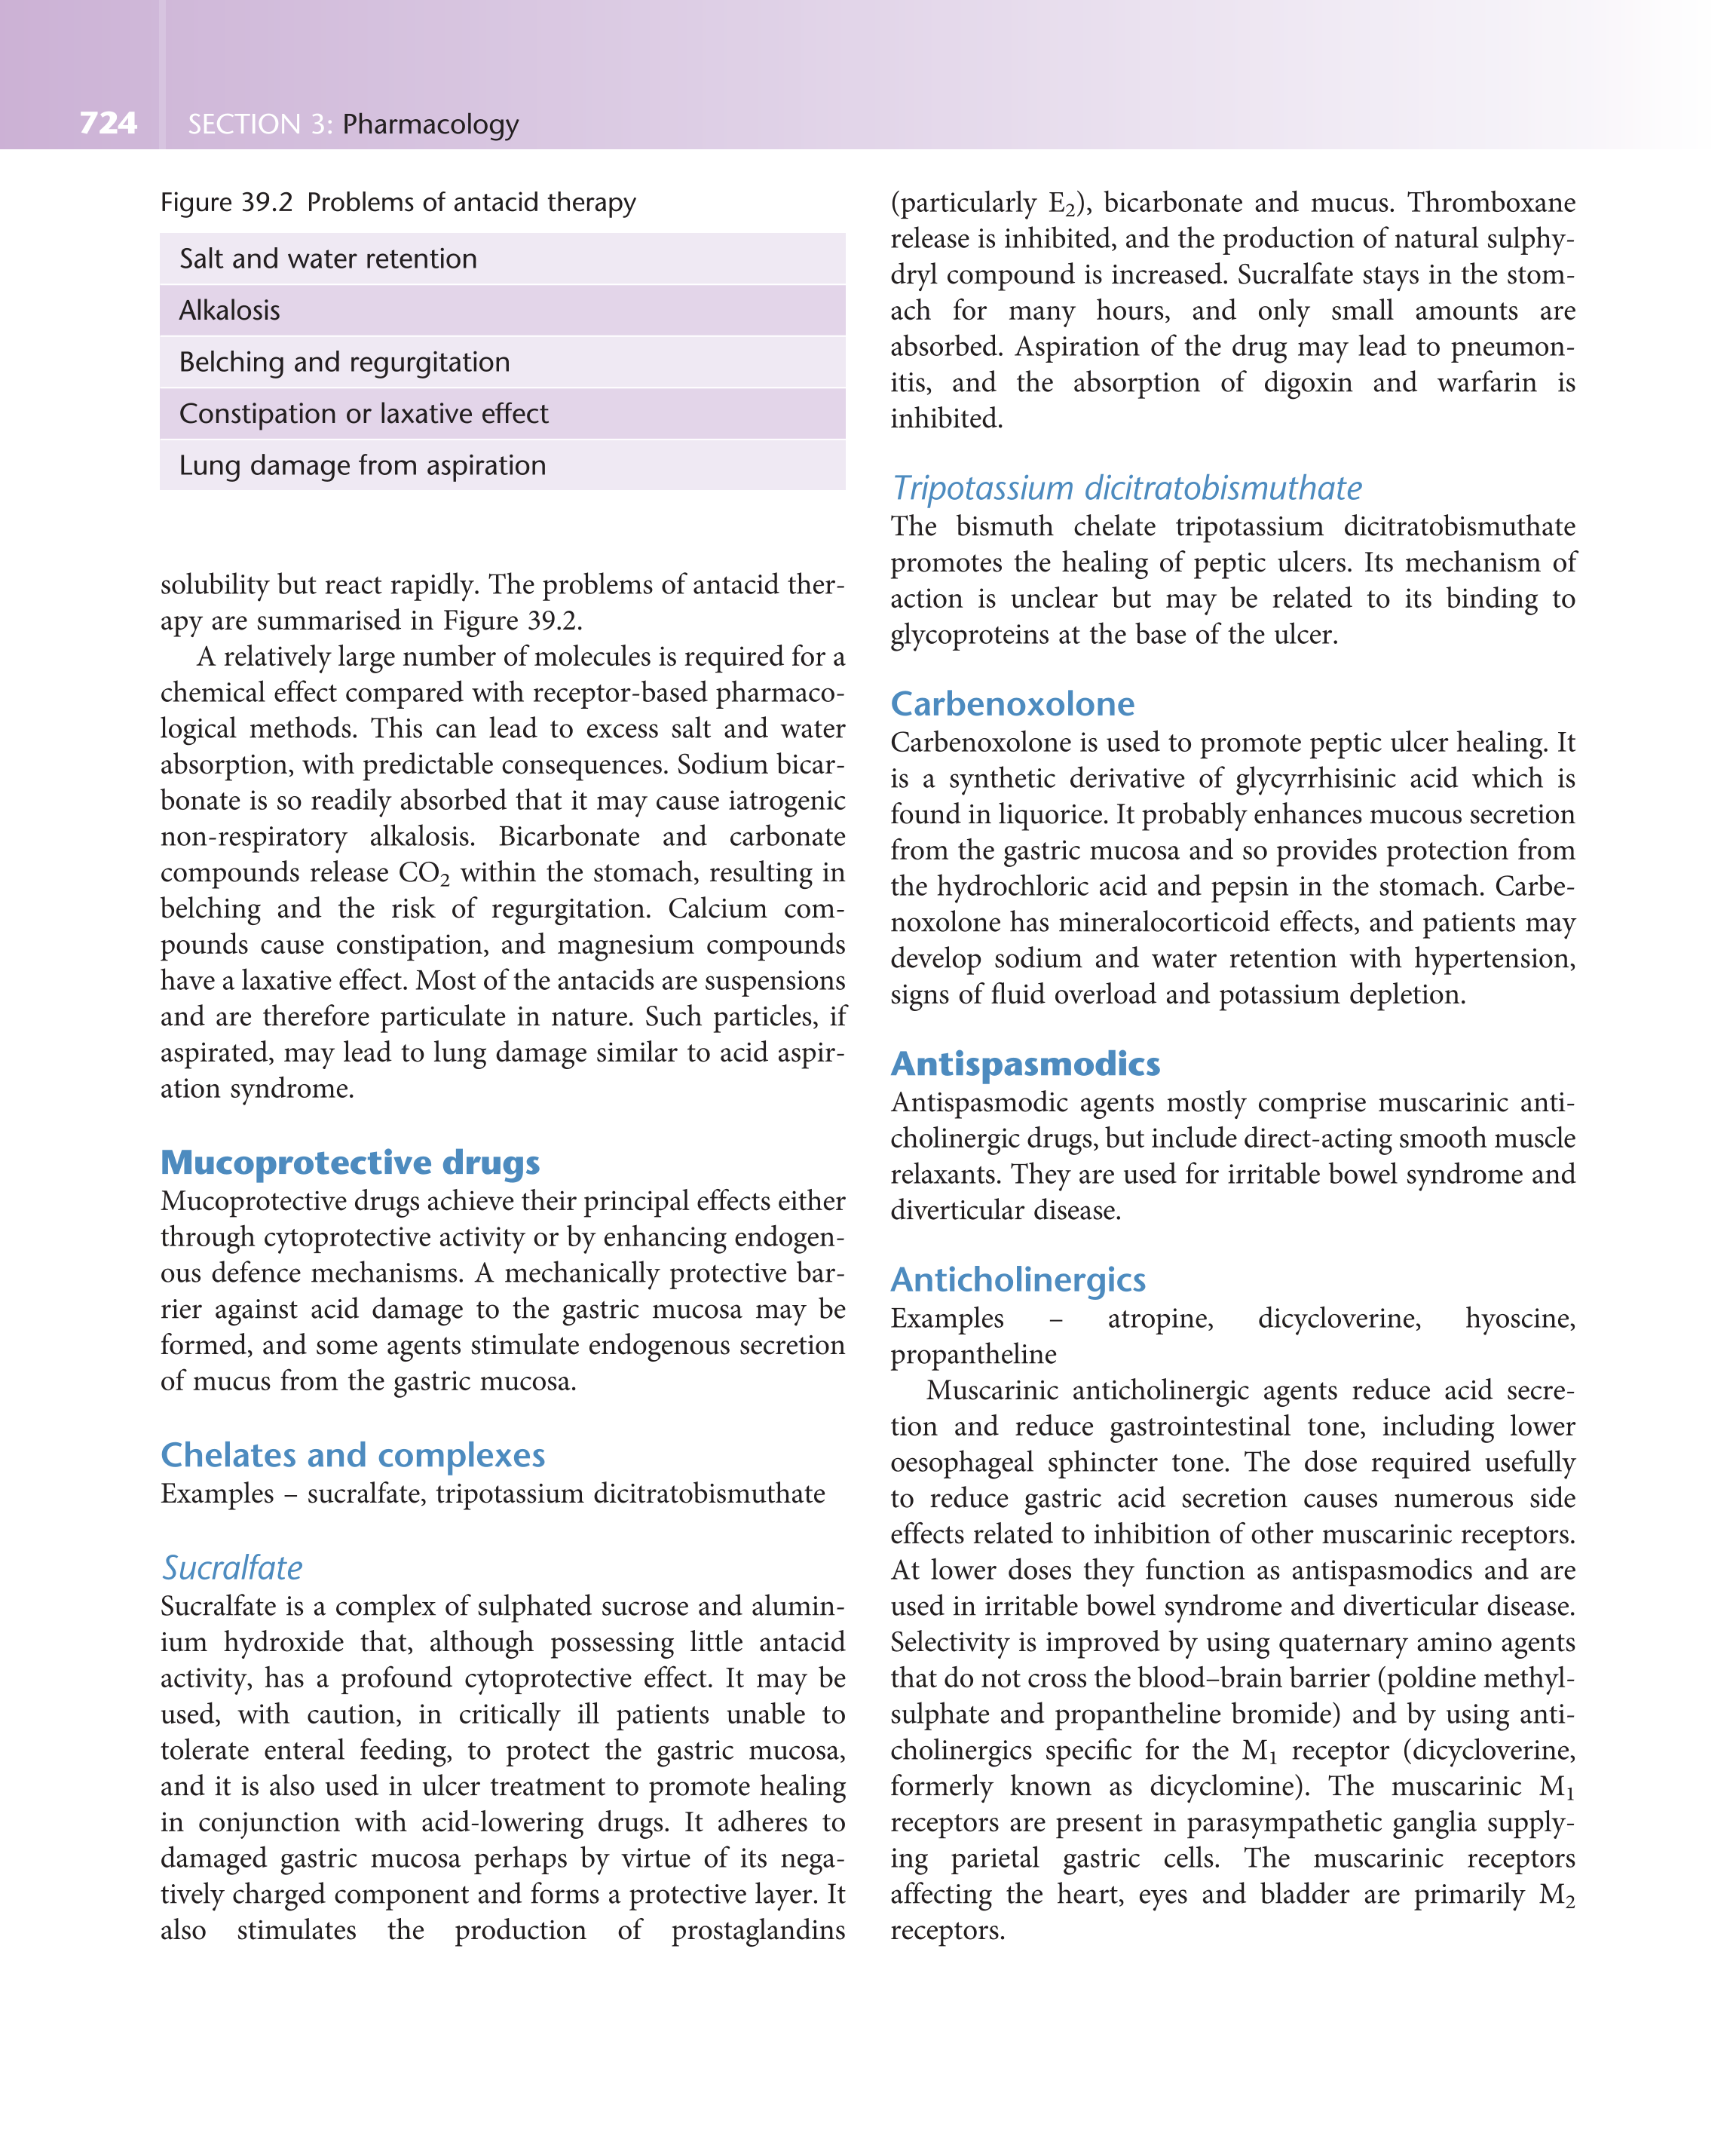 724 SECTION 3: Pharmacology
Figure 39.2 Problems of antacid therapy
Salt and water retention
Alkalosis
Belching and regurgitation
Constipation or laxative effect
Lung damage from aspiration
solubility but react rapidly. The problems of antacid ther-
apy are summarised in Figure 39.2.
A relatively large number of molecules is required for a
chemical effect compared with receptor-based pharmaco-
logical methods. This can lead to excess salt and water
absorption, with predictable consequences. Sodium bicar-
bonate is so readily absorbed that it may cause iatrogenic
non-respiratory alkalosis. Bicarbonate and carbonate
compounds release CO₂ within the stomach, resulting in
belching and the risk of regurgitation. Calcium com-
pounds cause constipation, and magnesium compounds
have a laxative effect. Most of the antacids are suspensions
and are therefore particulate in nature. Such particles, if
aspirated, may lead to lung damage similar to acid aspir-
ation syndrome.
Mucoprotective drugs
Mucoprotective drugs achieve their principal effects either
through cytoprotective activity or by enhancing endogen-
ous defence mechanisms. A mechanically protective bar-
rier against acid damage to the gastric mucosa may be
formed, and some agents stimulate endogenous secretion
of mucus from the gastric mucosa.
Chelates and complexes
Examples – sucralfate, tripotassium dicitratobismuthate
Sucralfate
Sucralfate is a complex of sulphated sucrose and alumin-
ium hydroxide that, although possessing little antacid
activity, has a profound cytoprotective effect. It may be
used, with caution, in critically ill patients unable to
tolerate enteral feeding, to protect the gastric mucosa,
and it is also used in ulcer treatment to promote healing
in conjunction with acid-lowering drugs. It adheres to
damaged gastric mucosa perhaps by virtue of its nega-
tively charged component and forms a protective layer. It
also stimulates the production of prostaglandins
(particularly E₂), bicarbonate and mucus. Thromboxane
release is inhibited, and the production of natural sulphy-
dryl compound is increased. Sucralfate stays in the stom-
ach for many hours, and only small amounts are
absorbed. Aspiration of the drug may lead to pneumon-
itis, and the absorption of digoxin and warfarin is
inhibited.
Tripotassium dicitratobismuthate
The bismuth chelate tripotassium dicitratobismuthate
promotes the healing of peptic ulcers. Its mechanism of
action is unclear but may be related to its binding to
glycoproteins at the base of the ulcer.
Carbenoxolone
Carbenoxolone is used to promote peptic ulcer healing. It
is a synthetic derivative of glycyrrhisinic acid which is
found in liquorice. It probably enhances mucous secretion
from the gastric mucosa and so provides protection from
the hydrochloric acid and pepsin in the stomach. Carbe-
noxolone has mineralocorticoid effects, and patients may
develop sodium and water retention with hypertension,
signs of fluid overload and potassium depletion.
Antispasmodics
Antispasmodic agents mostly comprise muscarinic anti-
cholinergic drugs, but include direct-acting smooth muscle
relaxants. They are used for irritable bowel syndrome and
diverticular disease.
Anticholinergics
Examples – atropine, dicycloverine, hyoscine,
propantheline
Muscarinic anticholinergic agents reduce acid secre-
tion and reduce gastrointestinal tone, including lower
oesophageal sphincter tone. The dose required usefully
to reduce gastric acid secretion causes numerous side
effects related to inhibition of other muscarinic receptors.
At lower doses they function as antispasmodics and are
used in irritable bowel syndrome and diverticular disease.
Selectivity is improved by using quaternary amino agents
that do not cross the blood–brain barrier (poldine methyl-
sulphate and propantheline bromide) and by using anti-
cholinergics specific for the M₁ receptor (dicycloverine,
formerly known as dicyclomine). The muscarinic M₁
receptors are present in parasympathetic ganglia supply-
ing parietal gastric cells. The muscarinic receptors
affecting the heart, eyes and bladder are primarily M₂
receptors.